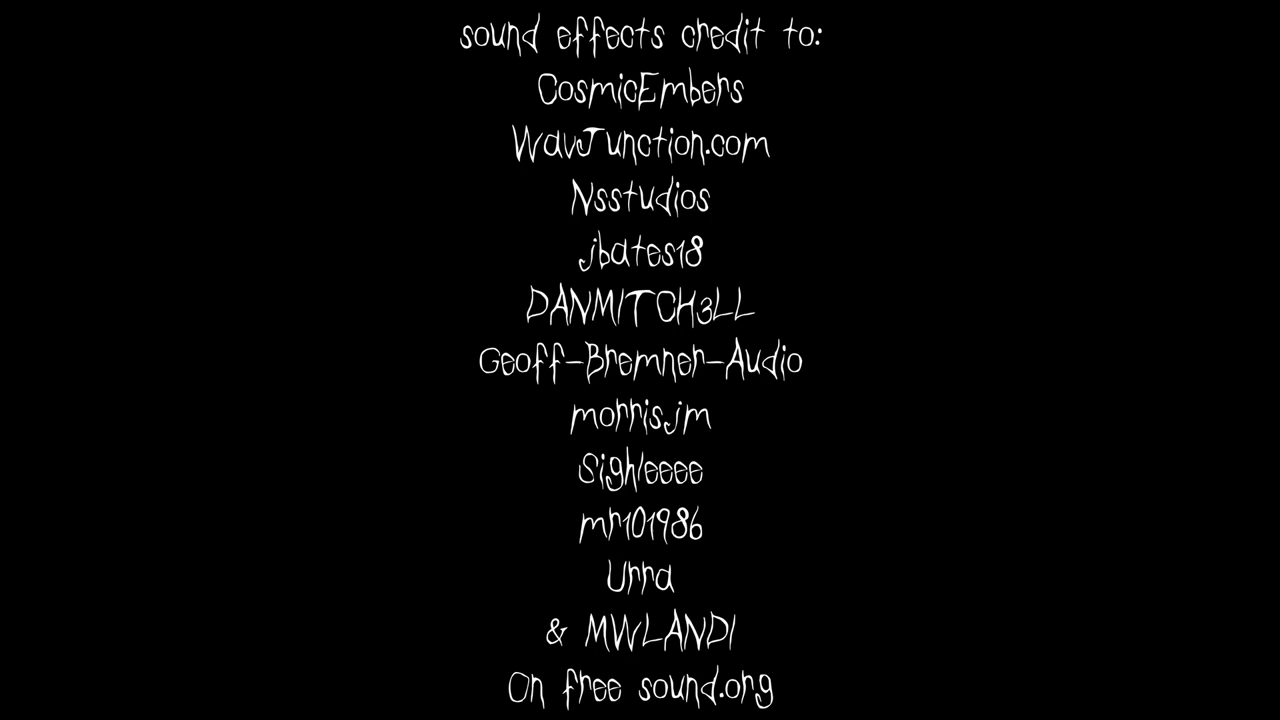 sound effects credit to:
CosmicEmbers
WavJunction.com
Nsstudios
jbates18
DANMITCH3LL
Geoff-Bremner-Audio
morrisjm
Sighleeee
mr101986
Urra
& MWLANDI
On free sound.org